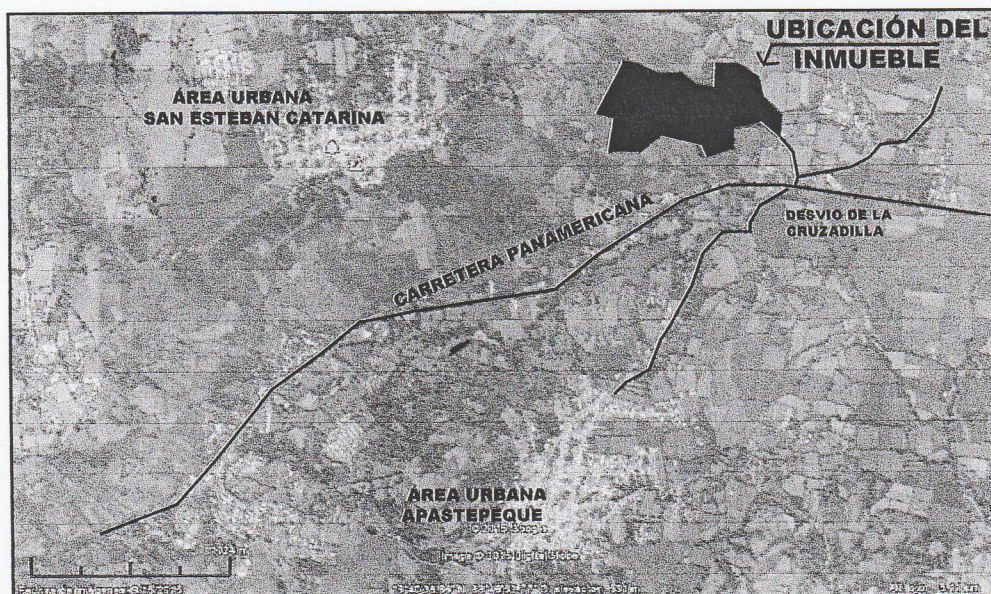 UBICACIÓN DEL
INMUEBLE
ÁREA URBANA
SAN ESTEBAN CATARINA
CARRETERA PANAMERICANA
DESVIO DE LA
CRUZADILLA
ÁREA URBANA
APASTEPEQUE